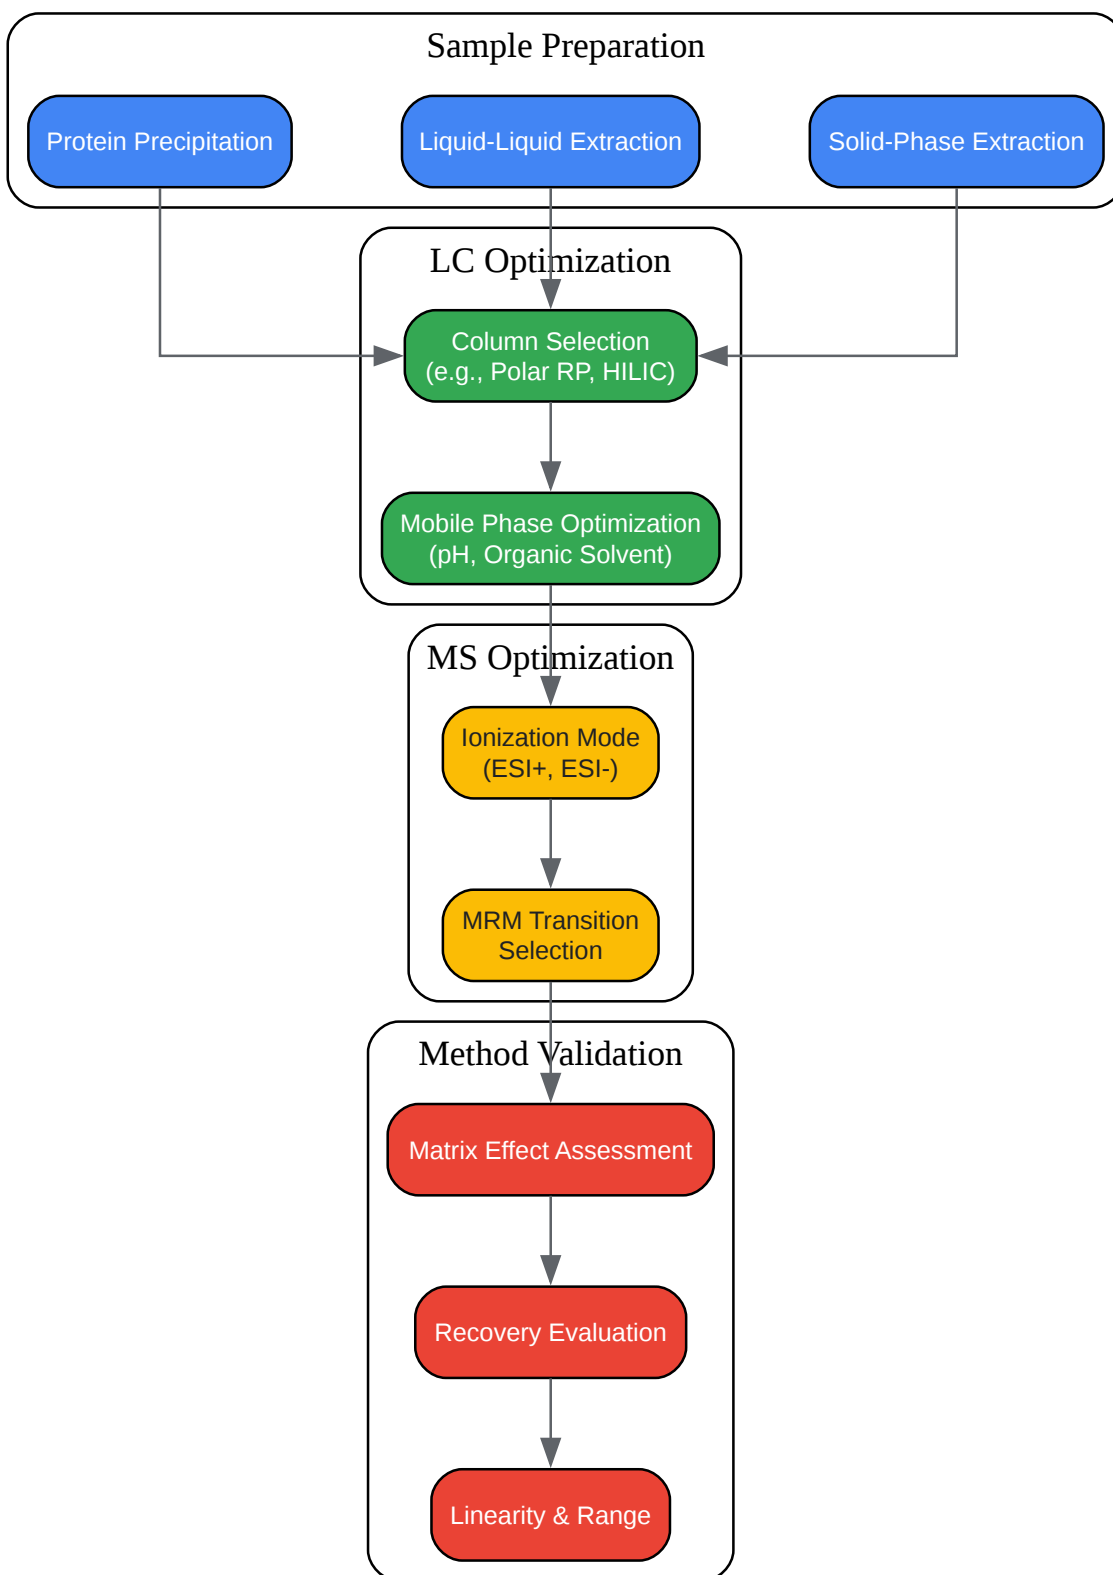 Sample Preparation
Protein Precipitation
Liquid-Liquid Extraction
Solid-Phase Extraction
LC Optimization
Column Selection
(e.g., Polar RP, HILIC)
Mobile Phase Optimization
(pH, Organic Solvent)
MS Optimization
Ionization Mode
(ESI+, ESI-)
MRM Transition
Selection
Method Validation
Matrix Effect Assessment
Recovery Evaluation
Linearity & Range